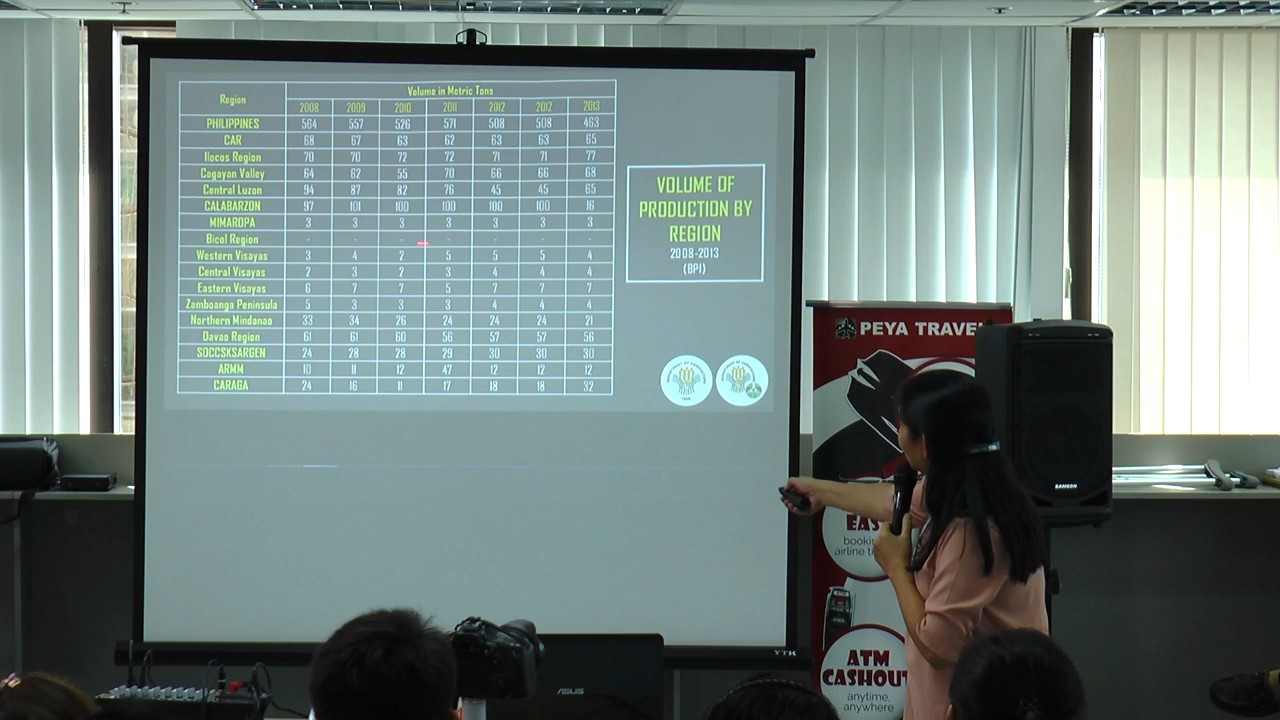 Region Volume in Metric Tons
2008 2009 2010 2011 2012 2012 2013
PHILIPPINES 564 557 526 571 508 508 463
CAR 68 67 63 62 63 63 65
Ilocos Region 70 70 72 72 71 71 77
Cagayan Valley 64 62 55 70 66 66 68
Central Luzon 94 87 82 76 45 45 65
CALABARZON 97 101 100 100 100 100 16
MIMAROPA 3 3 3 3 3 3 3
Bicol Region - - - - - - -
Western Visayas 3 4 2 5 5 5 4
Central Visayas 2 3 2 3 4 4 4
Eastern Visayas 6 7 7 5 7 7 7
Zamboanga Peninsula 5 3 3 3 4 4 4
Northern Mindanao 33 34 26 24 24 24 21
Davao Region 61 61 60 56 57 57 56
SOCCSKSARGEN 24 28 28 29 30 30 30
ARMM 10 11 12 47 12 12 12
CARAGA 24 16 11 17 18 18 32
VOLUME OF
PRODUCTION BY
REGION
2008-2013
(BPI)
PEYA TRAVEL
SAMSON
EAS
bookin
airline ti
ATM
CASHOUT
anytime,
anywhere
ASUS
YTK